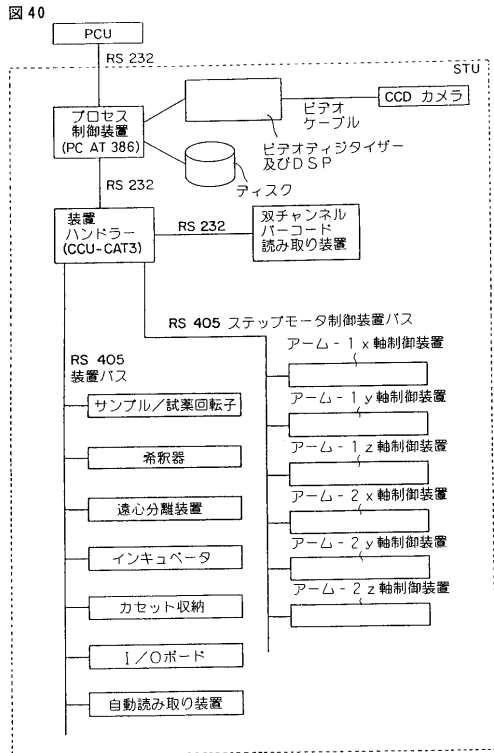 図40
PCU
RS 232
STU
プロセス
制御装置
(PC AT 386)
ビデオ
ケーブル
CCD カメラ
ビデオディジタイザー
及びDSP
ディスク
RS 232
装置
ハンドラー
(CCU-CAT3)
RS 232
双チャンネル
バーコード
読み取り装置
RS 405 ステップモータ制御装置バス
RS 405
装置バス
サンプル/試薬回転子
希釈器
遠心分離装置
インキュベータ
カセット収納
I/Oボード
自動読み取り装置
アーム-1x軸制御装置
アーム-1y軸制御装置
アーム-1z軸制御装置
アーム-2x軸制御装置
アーム-2y軸制御装置
アーム-2z軸制御装置